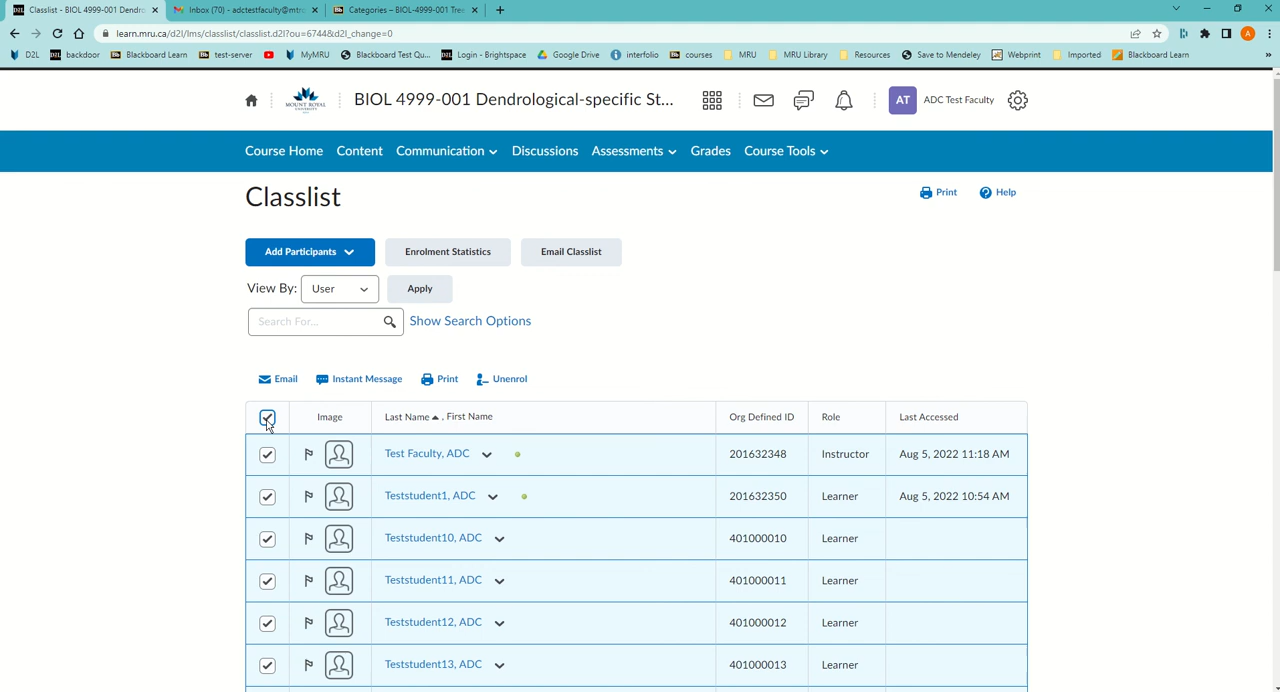 Classlist - BIOL 4999-001 Dendro
Inbox (70) - adctestfaculty@mtro
Categories – BIOL-4999-001 Tree
learn.mru.ca/d2l/lms/classlist/classlist.d2l?ou=6744&d2l_change=0
D2L backdoor Blackboard Learn test-server MyMRU Blackboard Test Qu... Login - Brightspace Google Drive interfolio courses MRU MRU Library Resources Save to Mendeley Webprint Imported Blackboard Learn »
MOUNT ROYAL
BIOL 4999-001 Dendrological-specific St...
AT ADC Test Faculty
Course Home Content Communication Discussions Assessments Grades Course Tools
Classlist
Print Help
Add Participants Enrolment Statistics Email Classlist
View By: User Apply
Search For... Show Search Options
Email Instant Message Print Unenrol
Image Last Name , First Name Org Defined ID Role Last Accessed
Test Faculty, ADC 201632348 Instructor Aug 5, 2022 11:18 AM
Teststudent1, ADC 201632350 Learner Aug 5, 2022 10:54 AM
Teststudent10, ADC 401000010 Learner
Teststudent11, ADC 401000011 Learner
Teststudent12, ADC 401000012 Learner
Teststudent13, ADC 401000013 Learner